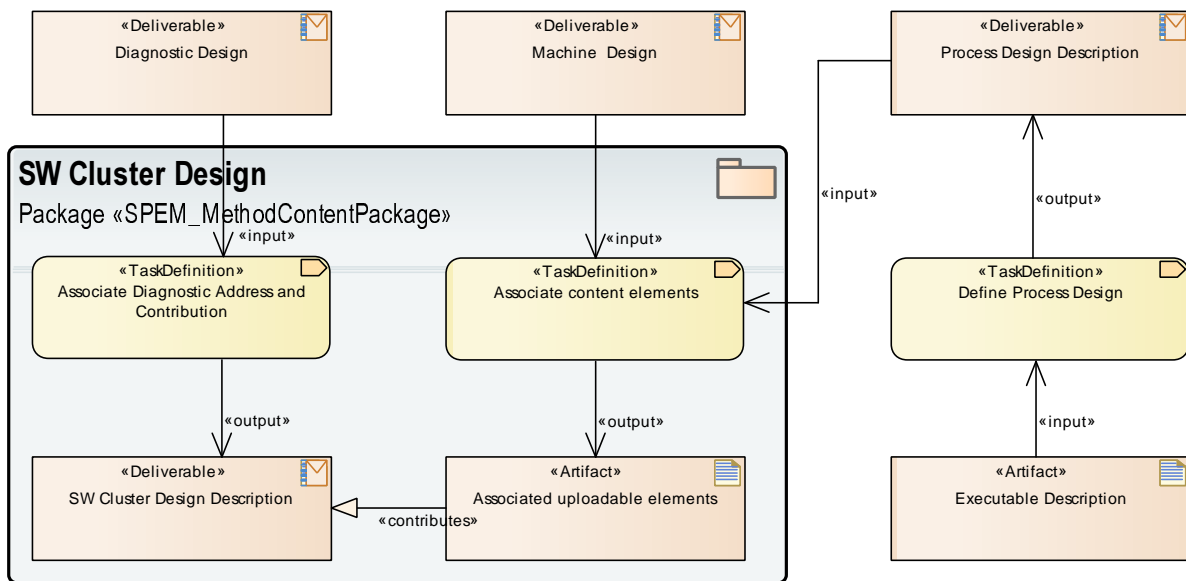 «Deliverable»
Diagnostic Design
«Deliverable»
Machine Design
«Deliverable»
Process Design Description
SW Cluster Design
Package «SPEM_MethodContentPackage»
«input»
«input»
«input»
«output»
«TaskDefinition»
Associate Diagnostic Address and
Contribution
«TaskDefinition»
Associate content elements
«TaskDefinition»
Define Process Design
«output»
«output»
«input»
«Deliverable»
SW Cluster Design Description
«Artifact»
Associated uploadable elements
«Artifact»
Executable Description
«contributes»